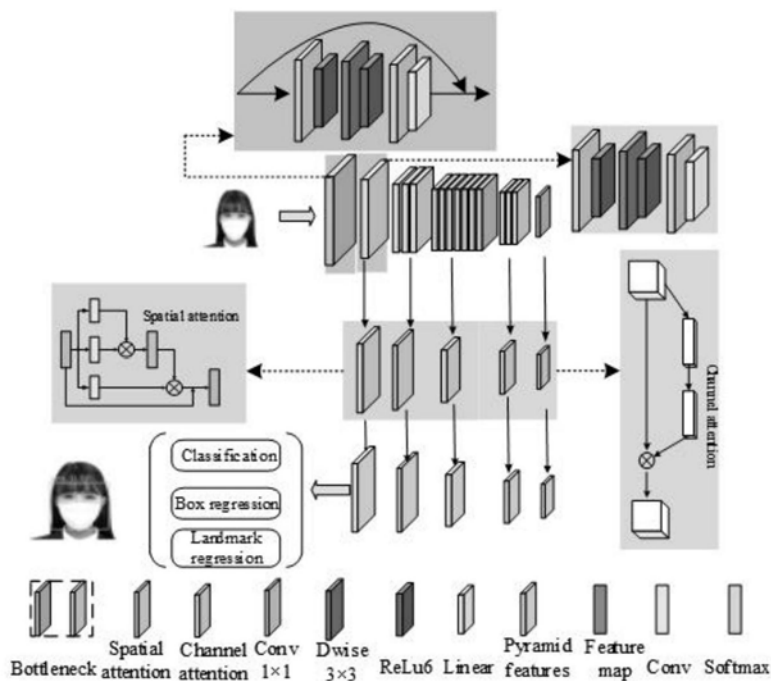 Spatial attention
Channel attention
Classification
Box regression
Landmark
regression
Bottleneck
Spatial
attention
Channel
attention
Conv
1×1
Dwise
3×3
ReLu6
Linear
Pyramid
features
Feature
map
Conv
Softmax